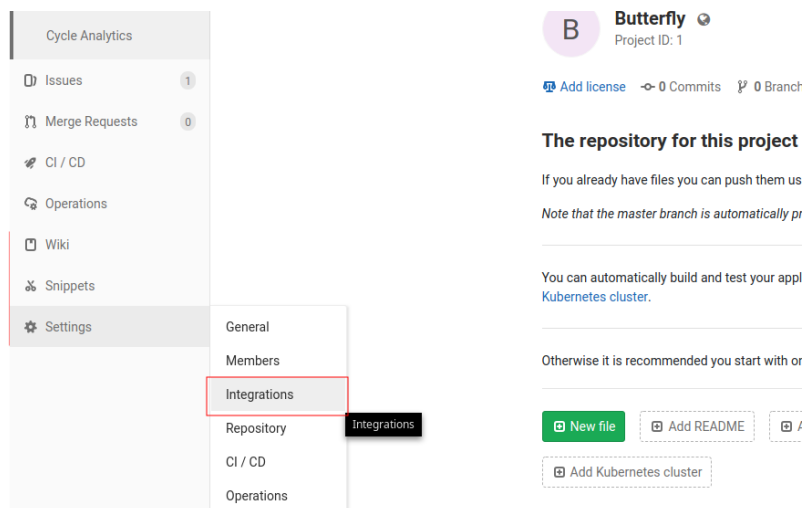 Cycle Analytics
Issues 1
Merge Requests 0
CI / CD
Operations
Wiki
Snippets
Settings
General
Members
Integrations
Repository
CI / CD
Operations
Integrations
B
Butterfly
Project ID: 1
Add license 0 Commits 0 Branch
The repository for this project
If you already have files you can push them us
Note that the master branch is automatically pr
You can automatically build and test your appl
Kubernetes cluster.
Otherwise it is recommended you start with or
New file Add README A
Add Kubernetes cluster